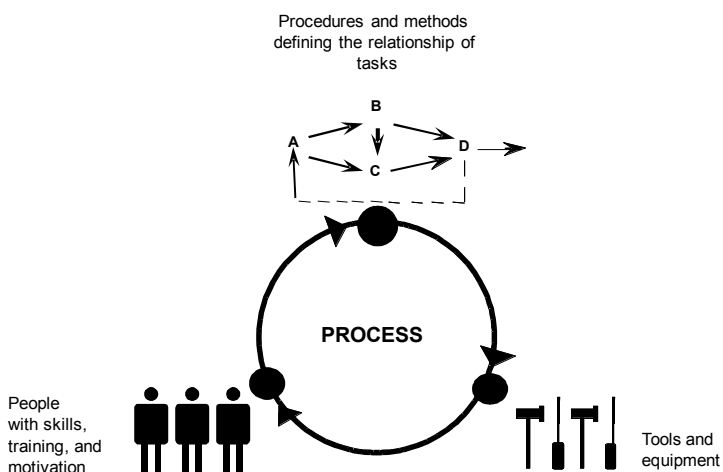 Procedures and methods
defining the relationship of
tasks
B
A
D
C
PROCESS
People
with skills,
training, and
motivation
Tools and
equipment